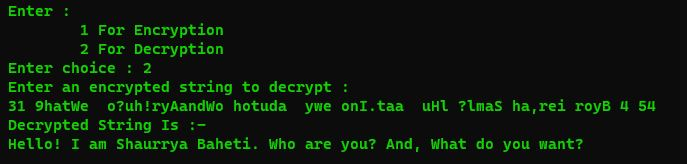 Enter :
1 For Encryption
2 For Decryption
Enter choice : 2
Enter an encrypted string to decrypt :
31 9hatWe  o?uh!ryAandWo hotuda  ywe onI.taa  uHl ?lmaS ha,rei royB 4 54
Decrypted String Is :-
Hello! I am Shaurrya Baheti. Who are you? And, What do you want?